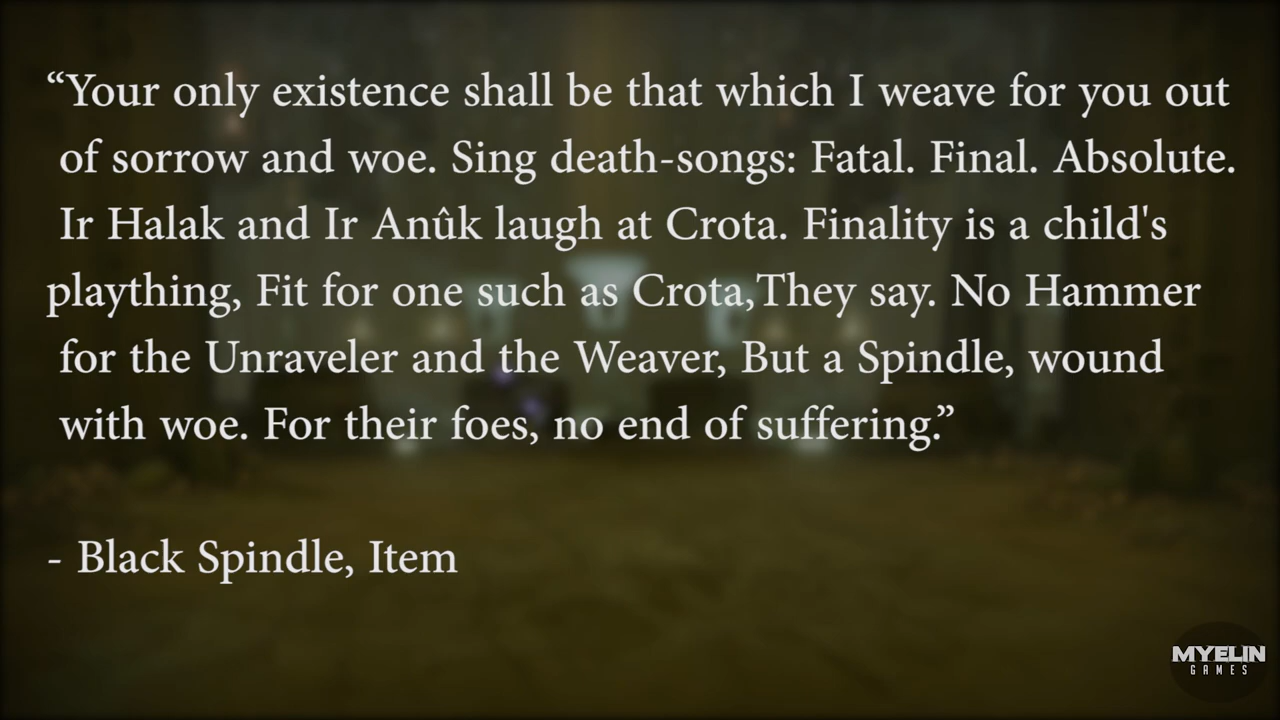 “Your only existence shall be that which I weave for you out
of sorrow and woe. Sing death-songs: Fatal. Final. Absolute.
Ir Halak and Ir Anûk laugh at Crota. Finality is a child's
plaything, Fit for one such as Crota,They say. No Hammer
for the Unraveler and the Weaver, But a Spindle, wound
with woe. For their foes, no end of suffering.”
- Black Spindle, Item
MYELIN
GAMES